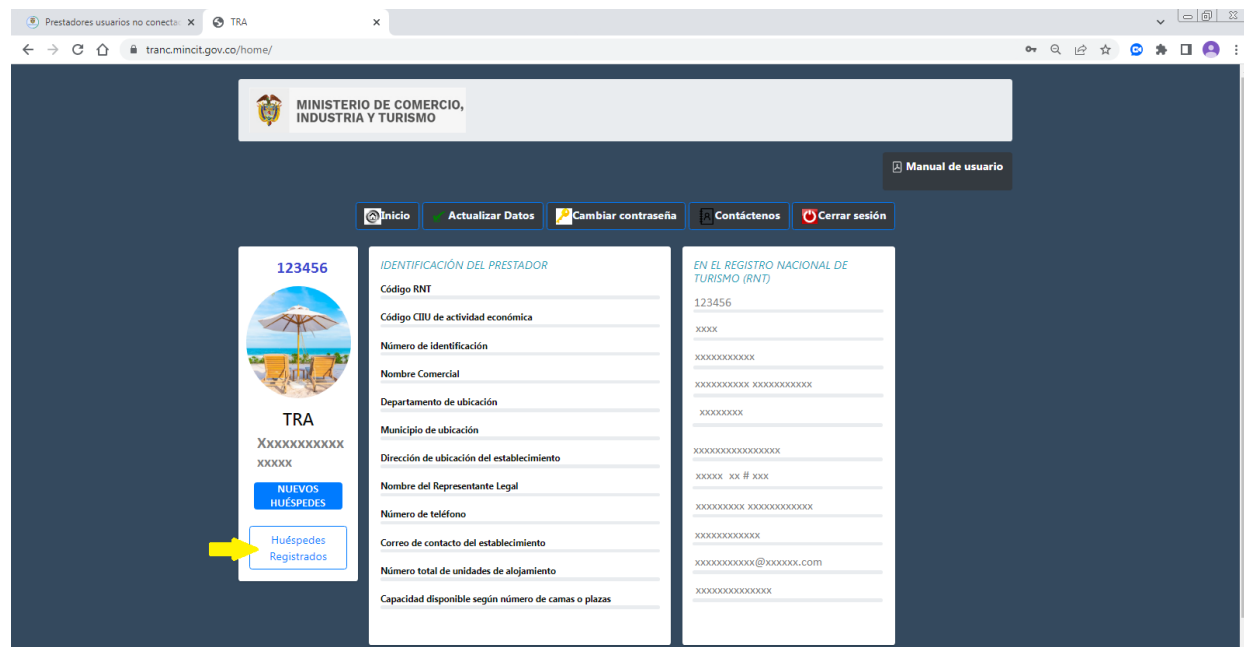 Prestadores usuarios no conecta
TRA
tranc.mincit.gov.co/home/
MINISTERIO DE COMERCIO,
INDUSTRIA Y TURISMO
Manual de usuario
Inicio
Actualizar Datos
Cambiar contraseña
Contáctenos
Cerrar sesión
123456
TRA
Xxxxxxxxxxx
xxxxx
NUEVOS
HUÉSPEDES
Huéspedes
Registrados
IDENTIFICACIÓN DEL PRESTADOR
Código RNT
Código CIIU de actividad económica
Número de identificación
Nombre Comercial
Departamento de ubicación
Municipio de ubicación
Dirección de ubicación del establecimiento
Nombre del Representante Legal
Número de teléfono
Correo de contacto del establecimiento
Número total de unidades de alojamiento
Capacidad disponible según número de camas o plazas
EN EL REGISTRO NACIONAL DE
TURISMO (RNT)
123456
xxxx
xxxxxxxxxxx
xxxxxxxxxx xxxxxxxxxxx
xxxxxxxx
xxxxxxxxxxxxxxxx
xxxxx xx # xxx
xxxxxxxxx xxxxxxxxxxxx
xxxxxxxxxxxx
xxxxxxxxxxx@xxxxxx.com
xxxxxxxxxxxxxx